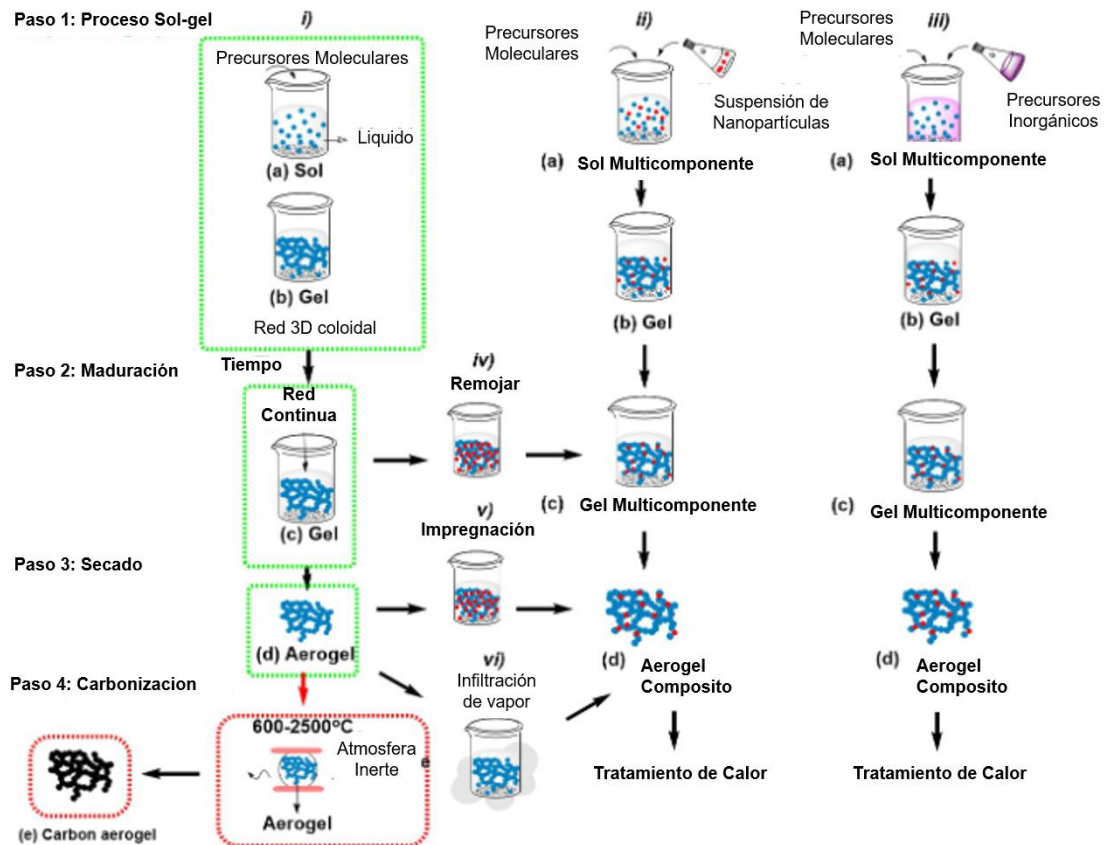 Paso 1: Proceso Sol-gel
i)
Precursores Moleculares
Líquido
(a) Sol
(b) Gel
Red 3D coloidal
ii)
Precursores
Moleculares
Suspensión de
Nanopartículas
(a)
Sol Multicomponente
(b) Gel
iii)
Precursores
Moleculares
Precursores
Inorgánicos
(a)
Sol Multicomponente
(b) Gel
Paso 2: Maduración
Tiempo
Red
Continua
(c) Gel
iv)
Remojar
(c)
Gel Multicomponente
(c)
Gel Multicomponente
Paso 3: Secado
(d) Aerogel
v)
Impregnación
(d)
Aerogel
Composito
(d)
Aerogel
Composito
Paso 4: Carbonizacion
600-2500°C
Atmosfera
Inerte
e
Aerogel
(e) Carbon aerogel
vi)
Infiltración
de vapor
Tratamiento de Calor
Tratamiento de Calor